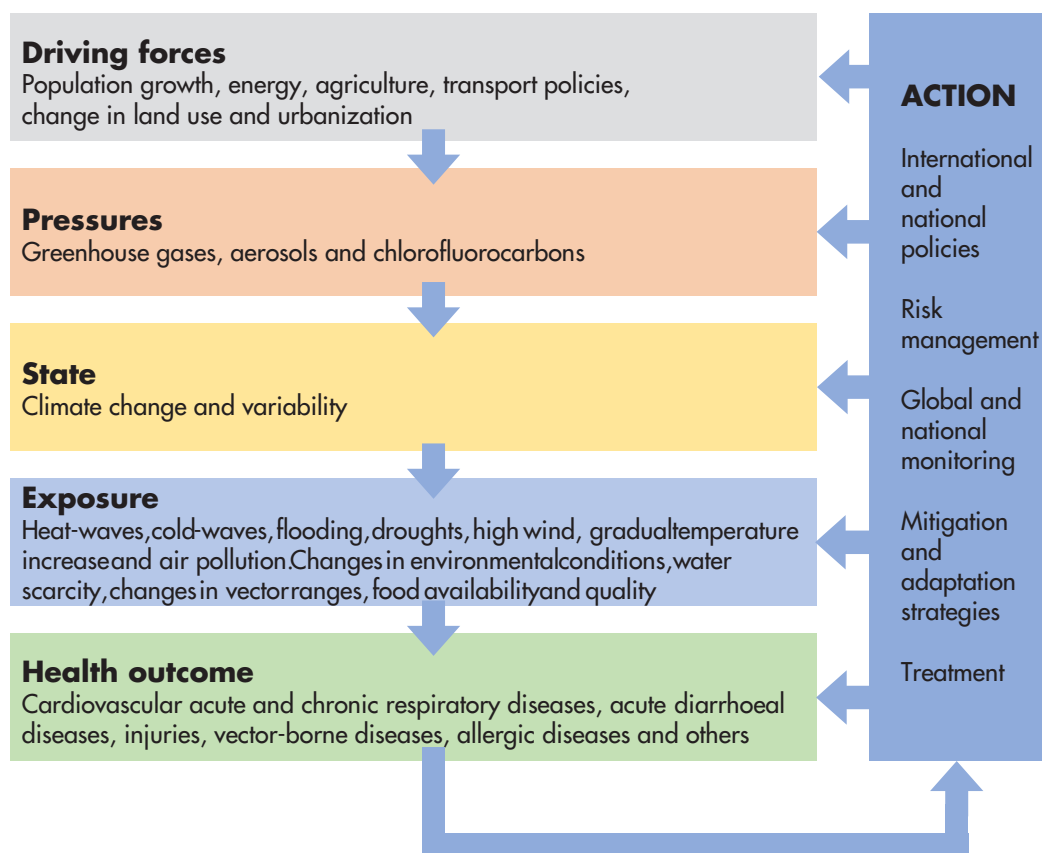 Driving forces
Population growth, energy, agriculture, transport policies,
change in land use and urbanization
Pressures
Greenhouse gases, aerosols and chlorofluorocarbons
State
Climate change and variability
Exposure
Heat-waves,cold-waves,flooding,droughts,high wind, gradualtemperature
increaseand air pollution.Changes in environmentalconditions,water
scarcity,changes in vectorranges, food availabilityand quality
Health outcome
Cardiovascular acute and chronic respiratory diseases, acute diarrhoeal
diseases, injuries, vector-borne diseases, allergic diseases and others
ACTION
International
and
national
policies
Risk
management
Global and
national
monitoring
Mitigation
and
adaptation
strategies
Treatment